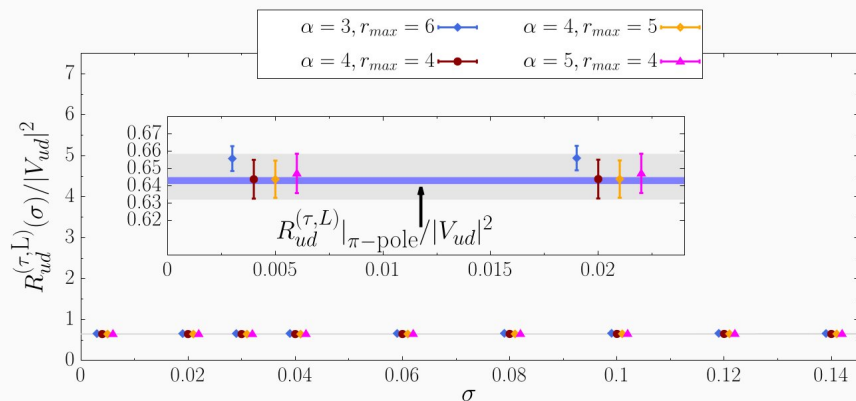 α = 3, r_max = 6 α = 4, r_max = 5
α = 4, r_max = 4 α = 5, r_max = 4
R_ud^(τ,L)(σ)/|V_ud|^2
7
6
5
4
3
2
1
0
0.67
0.66
0.65
0.64
0.63
0.62
R_ud^(τ,L)|_π−pole/|V_ud|^2
0 0.005 0.01 0.015 0.02
0 0.02 0.04 0.06 0.08 0.1 0.12 0.14
σ